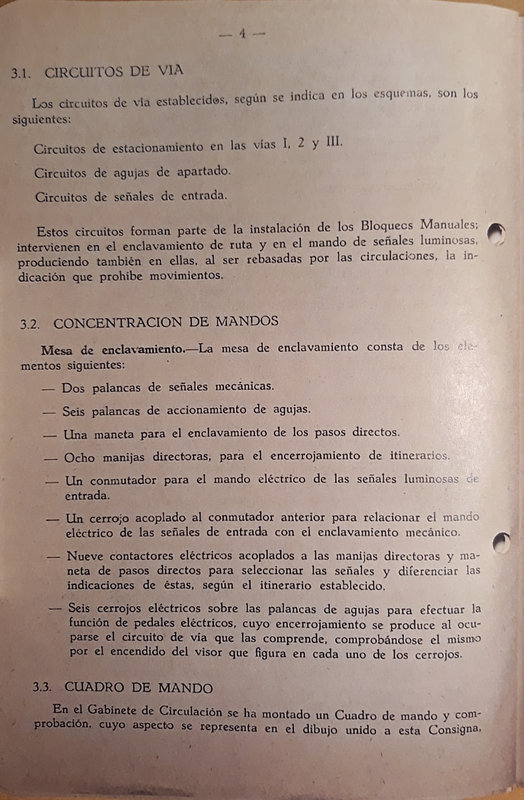 — 4 —
3.1. CIRCUITOS DE VIA
Los circuitos de vía establecidos, según se indica en los esquemas, son los
siguientes:
Circuitos de estacionamiento en las vías I, 2 y III.
Circuitos de agujas de apartado.
Circuitos de señales de entrada.
Estos circuitos forman parte de la instalación de los Bloqueos Manuales;
intervienen en el enclavamiento de ruta y en el mando de señales luminosas,
produciendo también en ellas, al ser rebasadas por las circulaciones, la in-
dicación que prohibe movimientos.
3.2. CONCENTRACION DE MANDOS
Mesa de enclavamiento.—La mesa de enclavamiento consta de los ele-
mentos siguientes:
— Dos palancas de señales mecánicas.
— Seis palancas de accionamiento de agujas.
— Una maneta para el enclavamiento de los pasos directos.
— Ocho manijas directoras, para el encerrojamiento de itinerarios.
— Un conmutador para el mando eléctrico de las señales luminosas de
entrada.
— Un cerrojo acoplado al conmutador anterior para relacionar el mando
eléctrico de las señales de entrada con el enclavamiento mecánico.
— Nueve contactores eléctricos acoplados a las manijas directoras y ma-
neta de pasos directos para seleccionar las señales y diferenciar las
indicaciones de éstas, según el itinerario establecido.
— Seis cerrojos eléctricos sobre las palancas de agujas para efectuar la
función de pedales eléctricos, cuyo encerrojamiento se produce al ocu-
parse el circuito de vía que las comprende, comprobándose el mismo
por el encendido del visor que figura en cada uno de los cerrojos.
3.3. CUADRO DE MANDO
En el Gabinete de Circulación se ha montado un Cuadro de mando y com-
probación, cuyo aspecto se representa en el dibujo unido a esta Consigna,